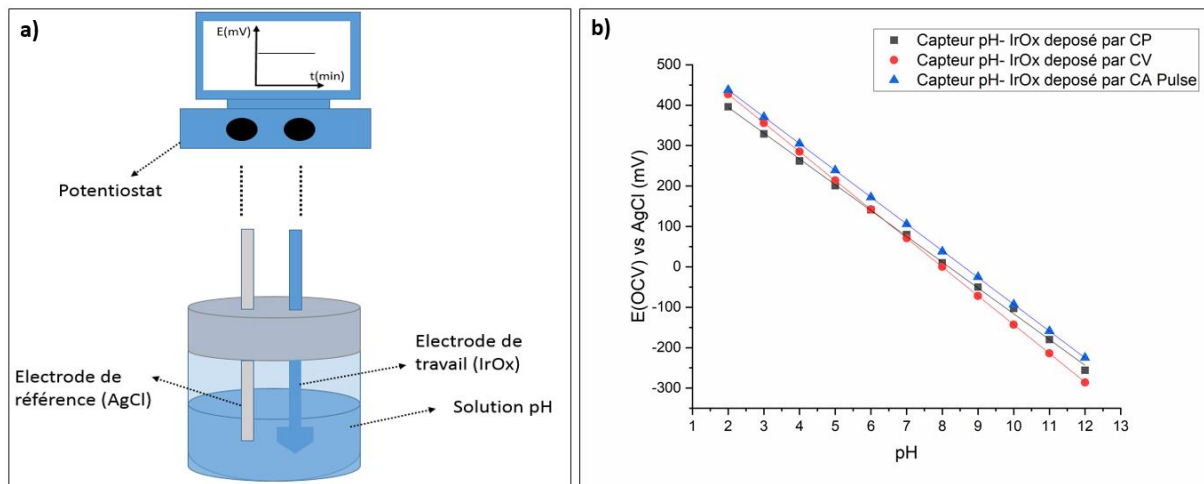 a)
E(mV)
t(min)
Potentiostat
Electrode de
travail (IrOx)
Electrode de
référence (AgCl)
Solution pH
b)
Capteur pH- IrOx deposé par CP
Capteur pH- IrOx deposé par CV
Capteur pH- IrOx deposé par CA Pulse
E(OCV) vs AgCl (mV)
500
400
300
200
100
0
-100
-200
-300
1 2 3 4 5 6 7 8 9 10 11 12 13
pH